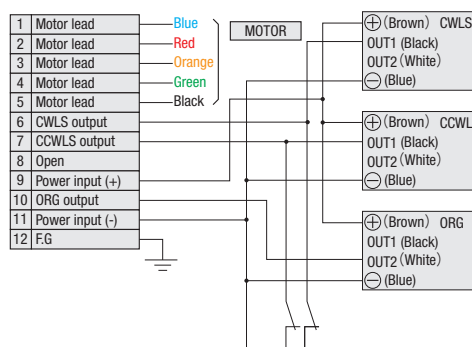 1 Motor lead Blue
2 Motor lead Red
3 Motor lead Orange
4 Motor lead Green
5 Motor lead Black
6 CWLS output
7 CCWLS output
8 Open
9 Power input (+)
10 ORG output
11 Power input (-)
12 F.G
MOTOR
+ (Brown) CWLS
OUT1 (Black)
OUT2 (White)
− (Blue)
+ (Brown) CCWL
OUT1 (Black)
OUT2 (White)
− (Blue)
+ (Brown) ORG
OUT1 (Black)
OUT2 (White)
− (Blue)